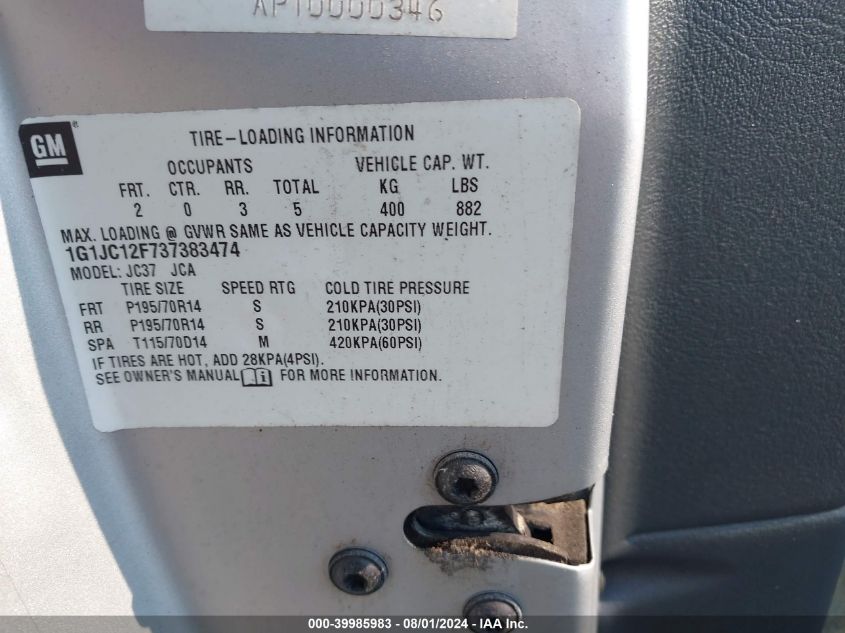 AP10000346
GM
TIRE-LOADING INFORMATION
OCCUPANTS VEHICLE CAP. WT.
FRT. CTR. RR. TOTAL KG LBS
2 0 3 5 400 882
MAX. LOADING @ GVWR SAME AS VEHICLE CAPACITY WEIGHT.
1G1JC12F737383474
MODEL: JC37 JCA
TIRE SIZE SPEED RTG COLD TIRE PRESSURE
FRT P195/70R14 S 210KPA(30PSI)
RR P195/70R14 S 210KPA(30PSI)
SPA T115/70D14 M 420KPA(60PSI)
IF TIRES ARE HOT, ADD 28KPA(4PSI).
SEE OWNER'S MANUAL FOR MORE INFORMATION.
000-39985983 - 08/01/2024 - IAA Inc.